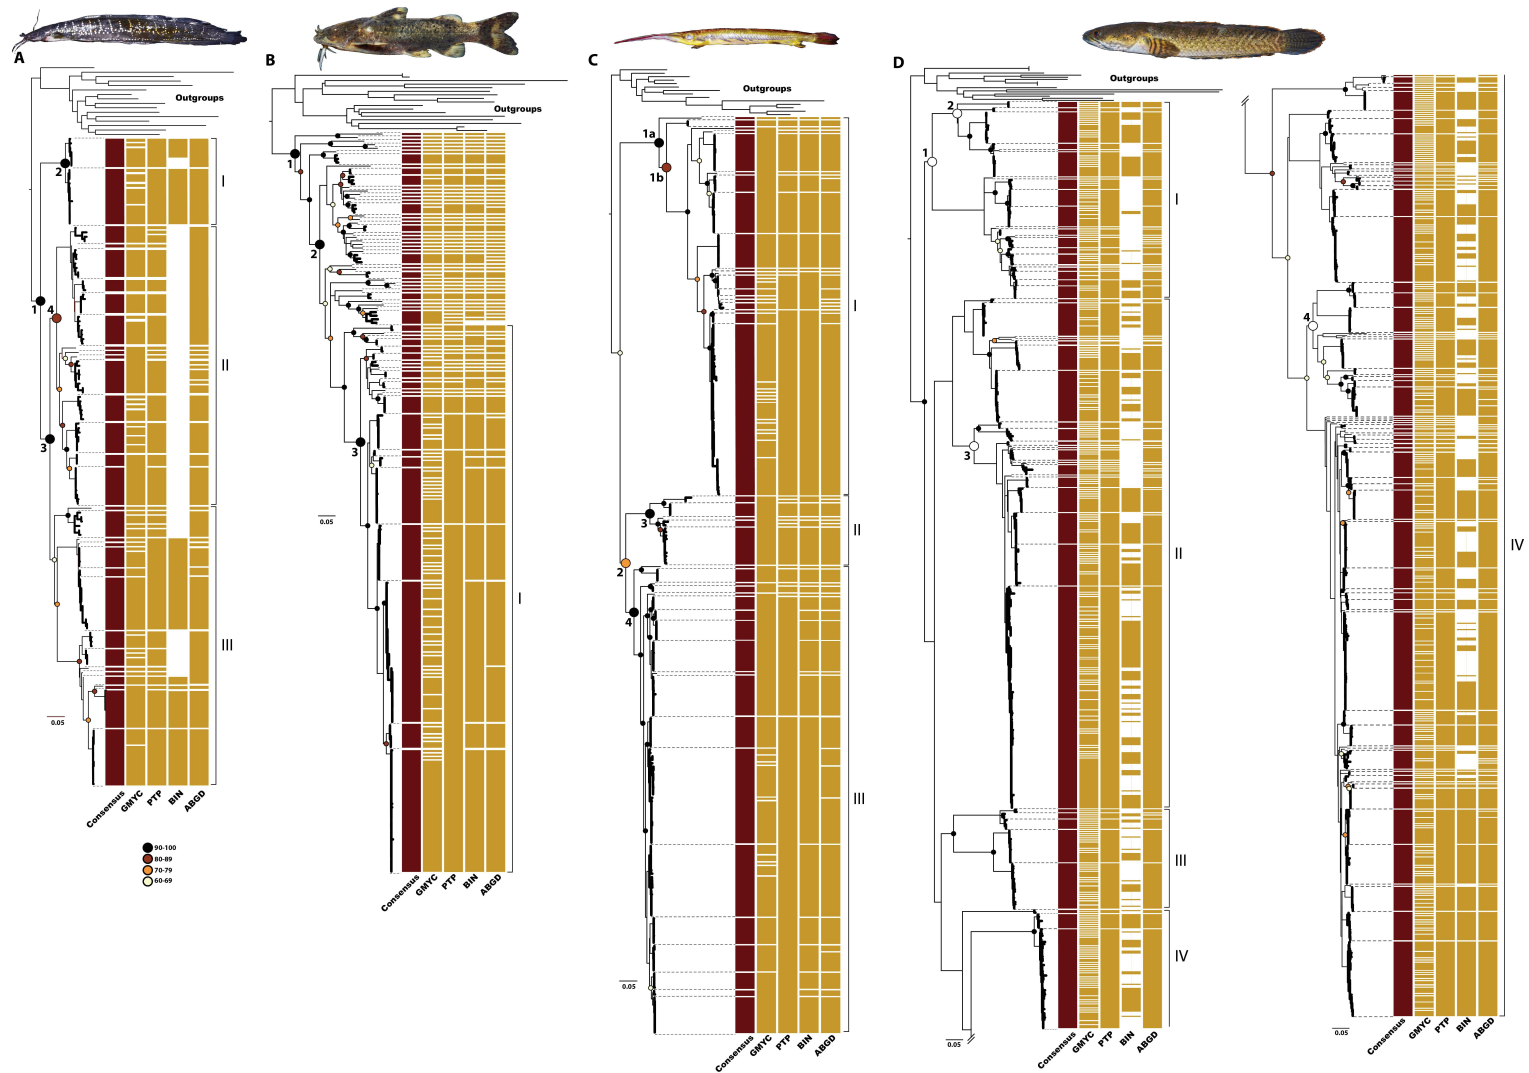 A
Outgroups
2
I
4
1
II
3
III
0.05
Consensus
GMYC
PTP
BIN
ABGD
90-100
80-89
70-79
60-69
B
Outgroups
1
2
3
0.05
I
Consensus
GMYC
PTP
BIN
ABGD
C
Outgroups
1a
1b
I
3
II
2
4
III
0.05
Consensus
GMYC
PTP
BIN
ABGD
D
Outgroups
2
1
I
3
II
III
IV
0.05
Consensus
GMYC
PTP
BIN
ABGD
4
IV
0.05
Consensus
GMYC
PTP
BIN
ABGD